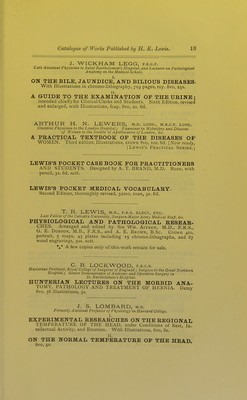 Catalogue of Works Published by H. K. Lewis. 13
J. WICKHAM LEGG, F.R.C.P.
Late Assistant Physician to Saint Bartholomew's Hospital, and Lecturer on Pathological
Anatomy in the Medical School.
I.
ON THE BILE, JAUNDICE, AND BILIOUS DISEASES.
With Illustrations in chromo-lithography, 719 pages, roy. 8vo, 25s.
II.
A GUIDE TO THE EXAMINATION OF THE URINE;
intended chiefly for Clinical Clerks and Students. Sixth Edition, revised
and enlarged, with Illustrations, fcap. 8vo, 2s. 6d.
ARTHUR H. N. LEWERS, M.D. LOND., M.R.C.P. LOND.
Obstetric Physician to the London Hospital; Examiner in Midwifery and Diseases
of Women to the Society of Apothecaries of London, etc.
A PRACTICAL TEXTBOOK OF THE DISEASES OF
WOMEN. Third edition, Illustrations, crown 8vo, 10s. 6d. [Now ready.
[LEWIS'S PRACTICAL SERIES.]
LEWIS'S POCKET CASE BOOK FOR PRACTITIONERS
AND STUDENTS. Designed by A. T. BRAND, M.D. Roan, with
pencil, 3s. 6d. nett.
LEWIS'S POCKET MEDICAL VOCABULARY.
Second Edition, thoroughly revised, 32mo, roan, 3s. 6d.
T. R. LEWIS, M.B., F.R.S. ELECT, ETC.
Late Fellow of the Calcutta University, Surgeon-Major Army Medical Staff, &c.
PHYSIOLOGICAL AND PATHOLOGICAL RESEAR-
CHES. Arranged and edited by SIR WM. AITKEN, M.D., F.R.S.,
G. E. DOBSON, M.B., F.R.S., and A. E. BROWN, B.Sc. Crown 4to,
portrait, 5 maps, 43 plates including 15 chromo-lithographs, and 67
wood engravings, 30s. nett.
*** A few copies only of this work remain for sale.
C. B. LOCKWOOD, F.R.C.S.
Hunterian Professor, Royal College of Surgeons of England; Surgeon to the Great Northern
Hospital; Senior Demonstrator of Anatomy and Operative Surgery in
St. Bartholomew's Hospital.
HUNTERIAN LECTURES ON THE MORBID ANA-
TOMY, PATHOLOGY AND TREATMENT OF HERNIA. Demy
8vo, 36 Illustrations, 5s.
J. S. LOMBARD, M.D.
Formerly Assistant Professor of Physiology in Harvard College.
I.
EXPERIMENTAL RESEARCHES ON THE REGIONAL
TEMPERATURE OF THE HEAD, under Conditions of Rest, In-
tellectual Activity, and Emotion. With Illustrations, 8vo, 8s.
II.
ON THE NORMAL TEMPERATURE OF THE HEAD.
8vo, 5s.